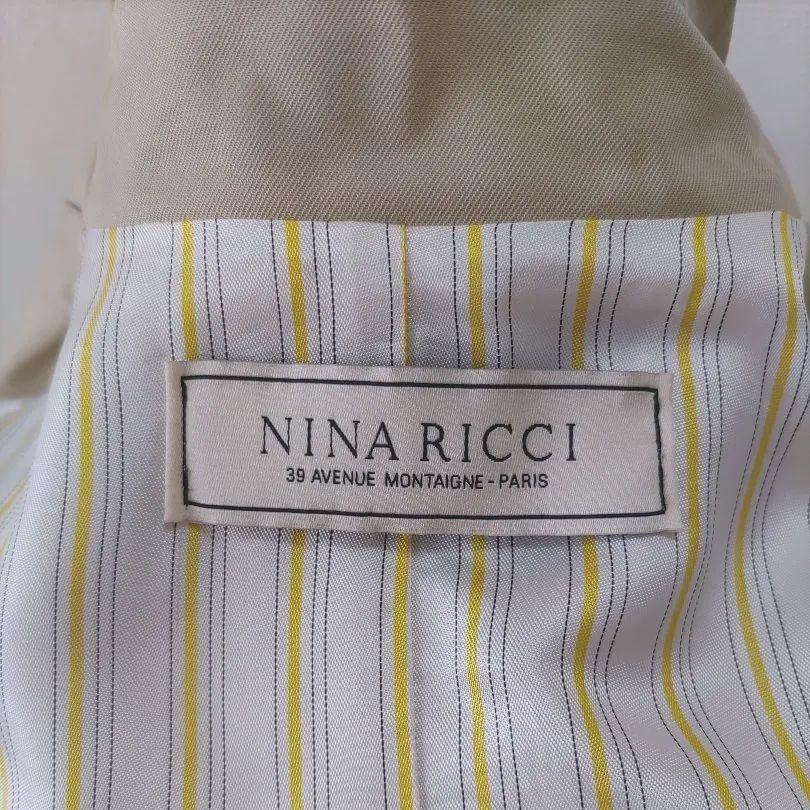 NINA RICCI
39 AVENUE MONTAIGNE - PARIS